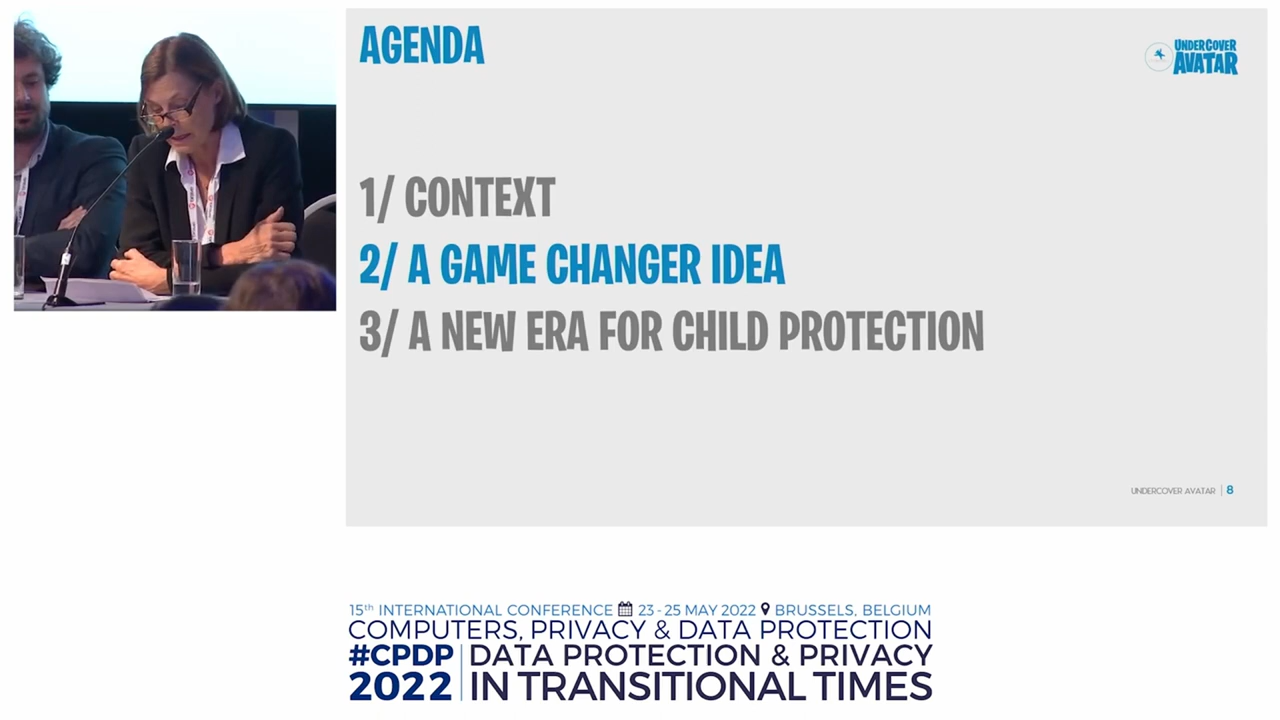 AGENDA
UNDERCOVER
AVATAR
1/ CONTEXT
2/ A GAME CHANGER IDEA
3/ A NEW ERA FOR CHILD PROTECTION
UNDERCOVER AVATAR | 8
15th INTERNATIONAL CONFERENCE 23 - 25 MAY 2022 BRUSSELS, BELGIUM
COMPUTERS, PRIVACY & DATA PROTECTION
#CPDP DATA PROTECTION & PRIVACY
2022 IN TRANSITIONAL TIMES